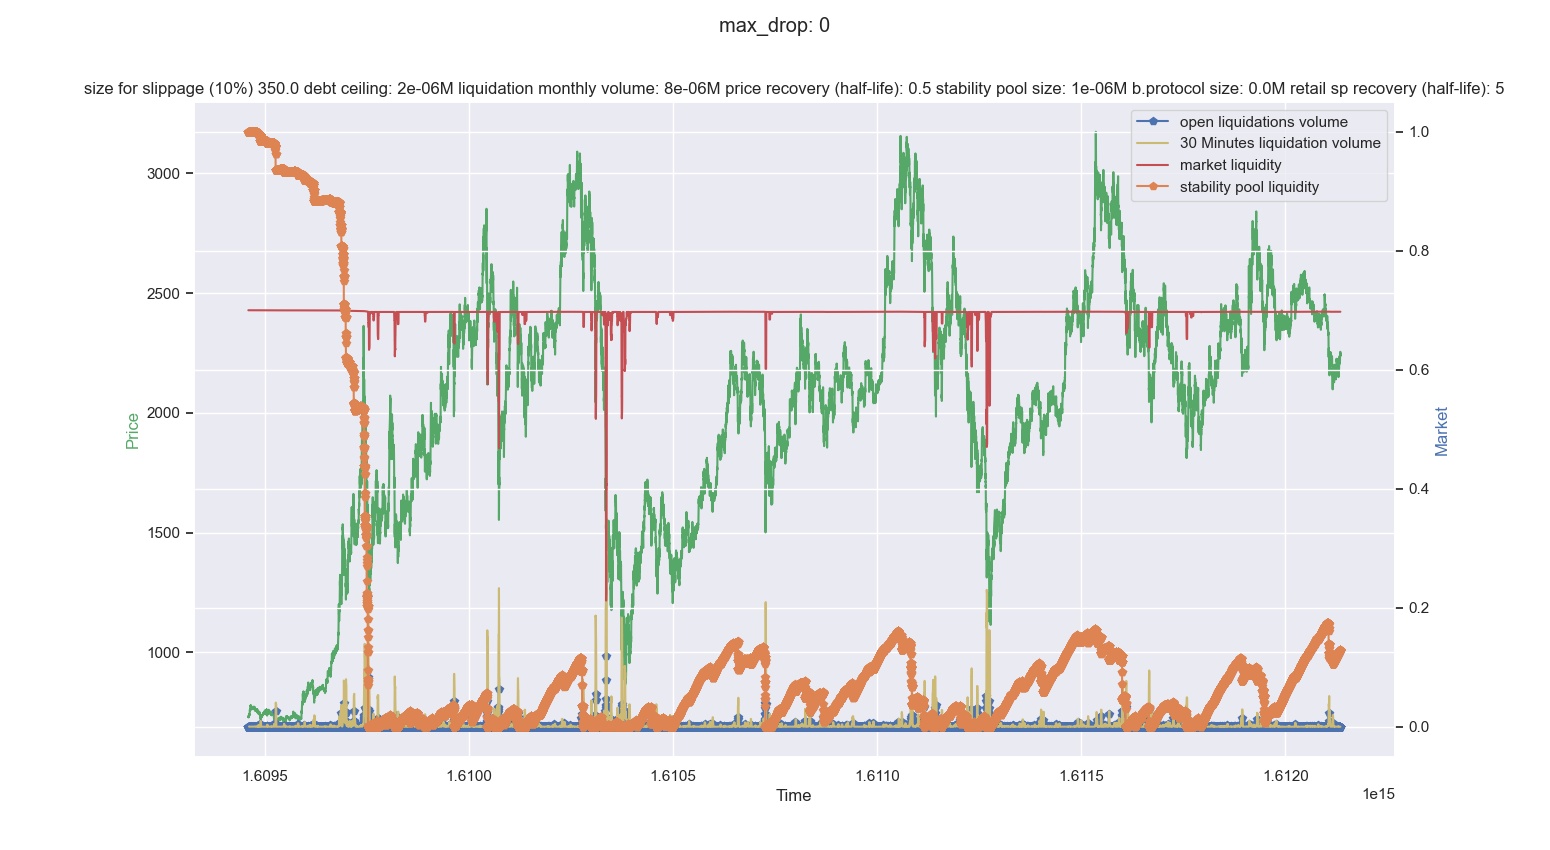 max_drop: 0
size for slippage (10%) 350.0 debt ceiling: 2e-06M liquidation monthly volume: 8e-06M price recovery (half-life): 0.5 stability pool size: 1e-06M b.protocol size: 0.0M retail sp recovery (half-life): 5
open liquidations volume
30 Minutes liquidation volume
market liquidity
stability pool liquidity
3000
2500
2000
1500
1000
Price
1.0
0.8
0.6
0.4
0.2
0.0
Market
1.6095
1.6100
1.6105
1.6110
1.6115
1.6120
1e15
Time